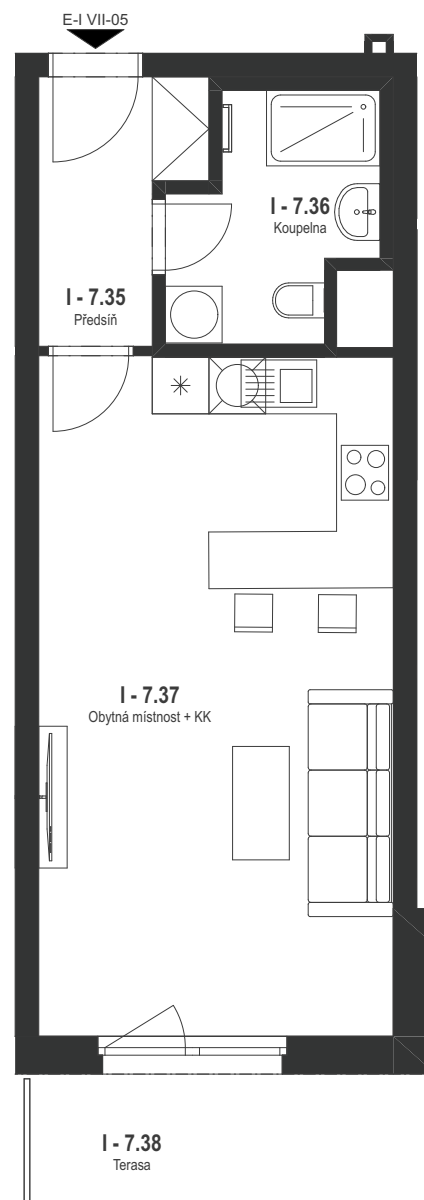 E-I VII-05
I - 7.36
Koupelna
I - 7.35
Předsíň
I - 7.37
Obytná místnost + KK
I - 7.38
Terasa